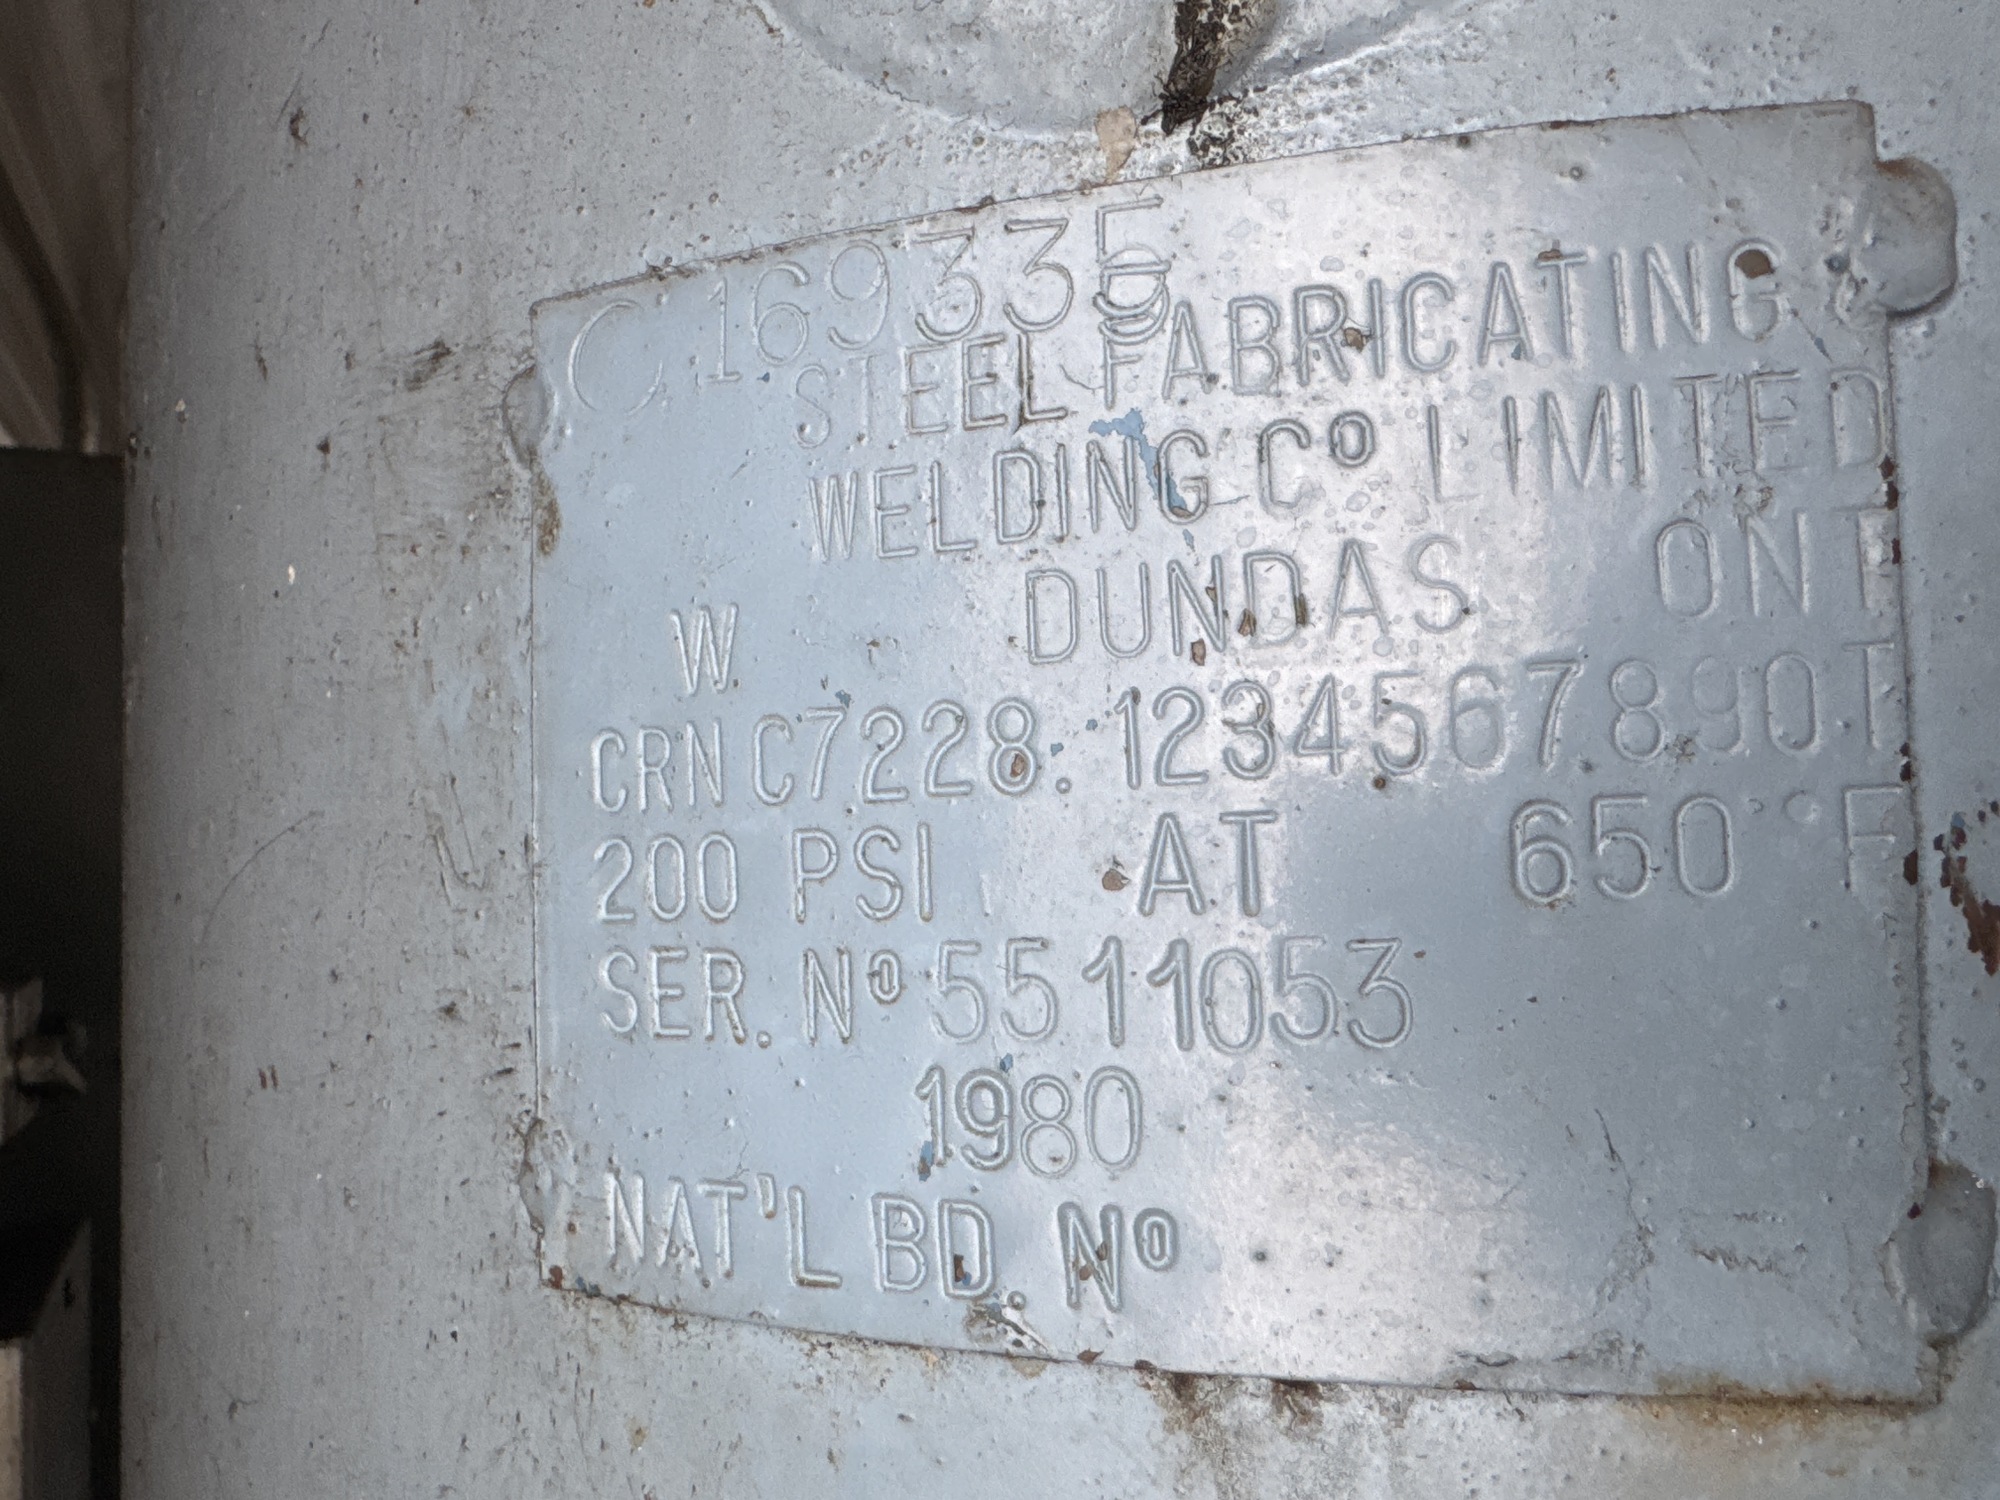 C 169335
STEEL FABRICATING &
WELDING Cº LIMITED
DUNDAS ONT
W
CRN C7228.1234567890T
200 PSI AT 650°F
SER. Nº 5511053
1980
NAT'L BD. Nº